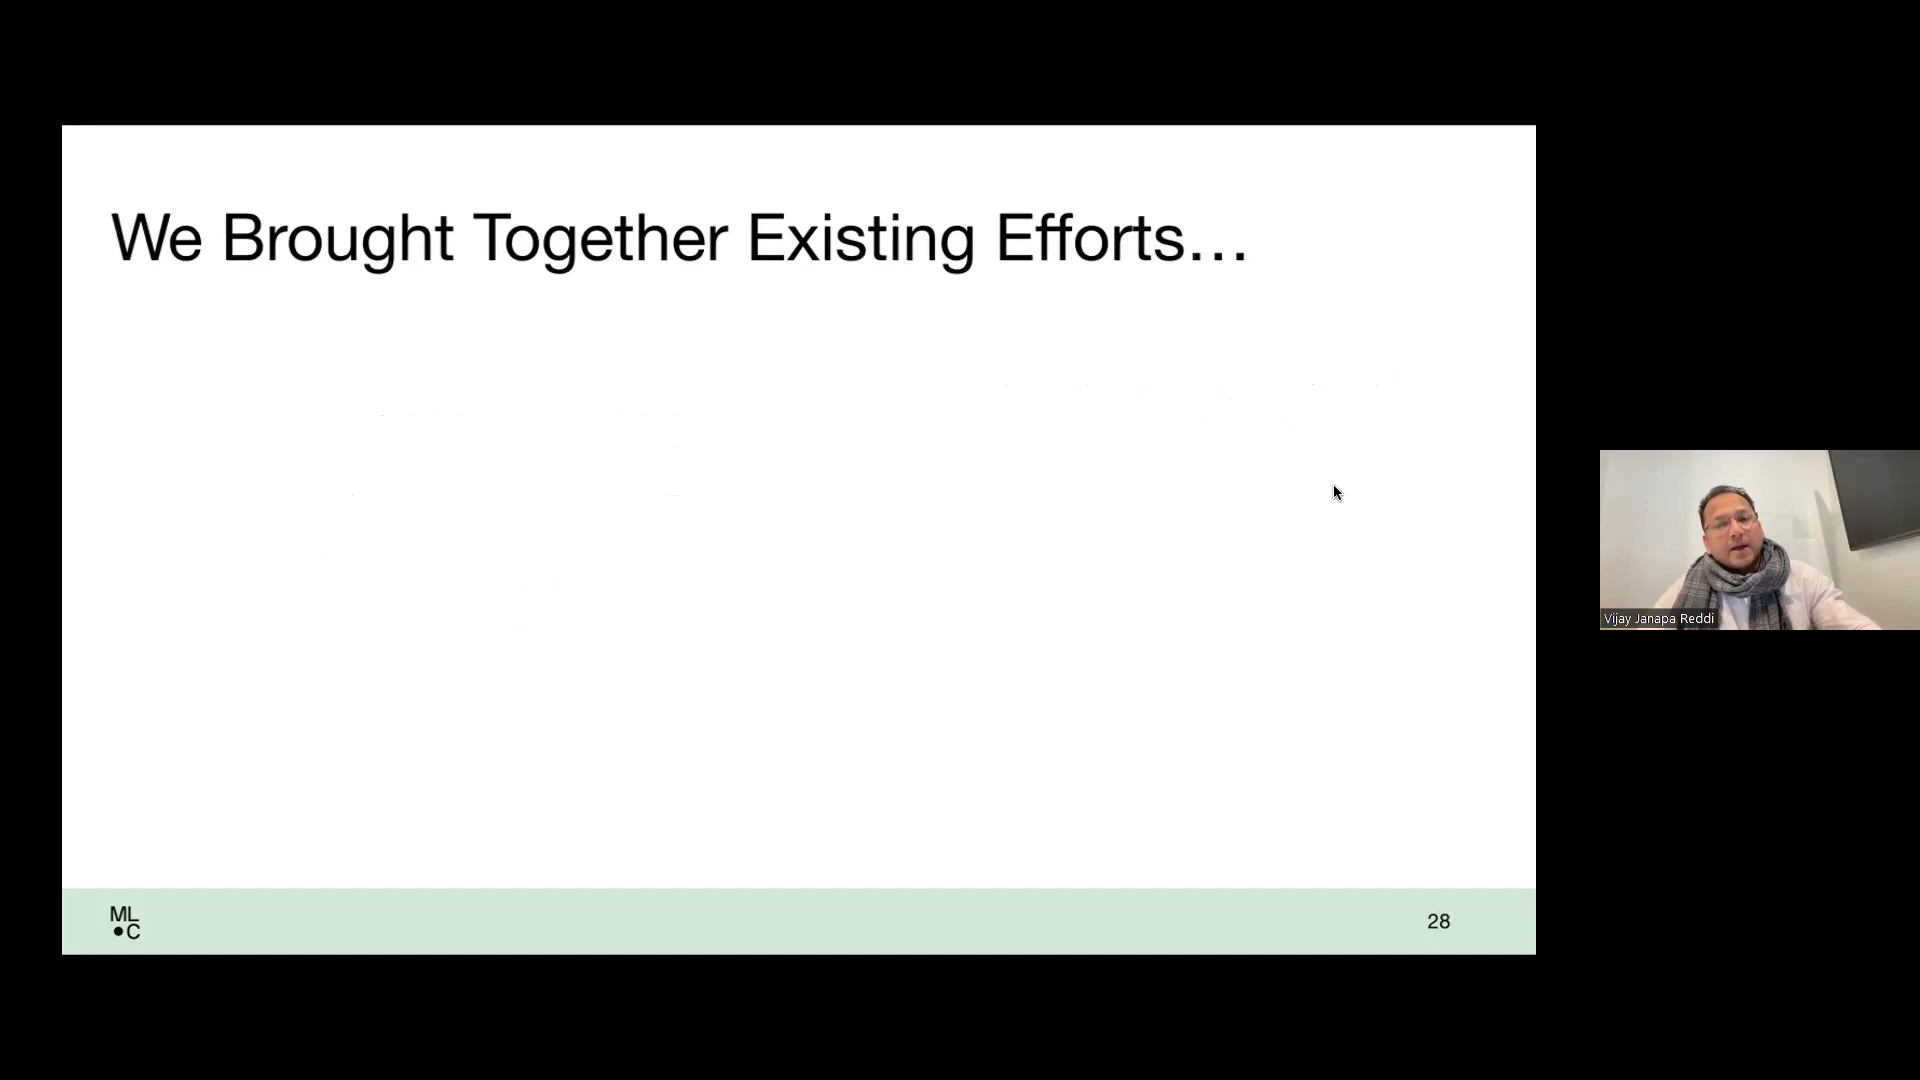 We Brought Together Existing Efforts…
Vijay Janapa Reddi
ML
•C
28